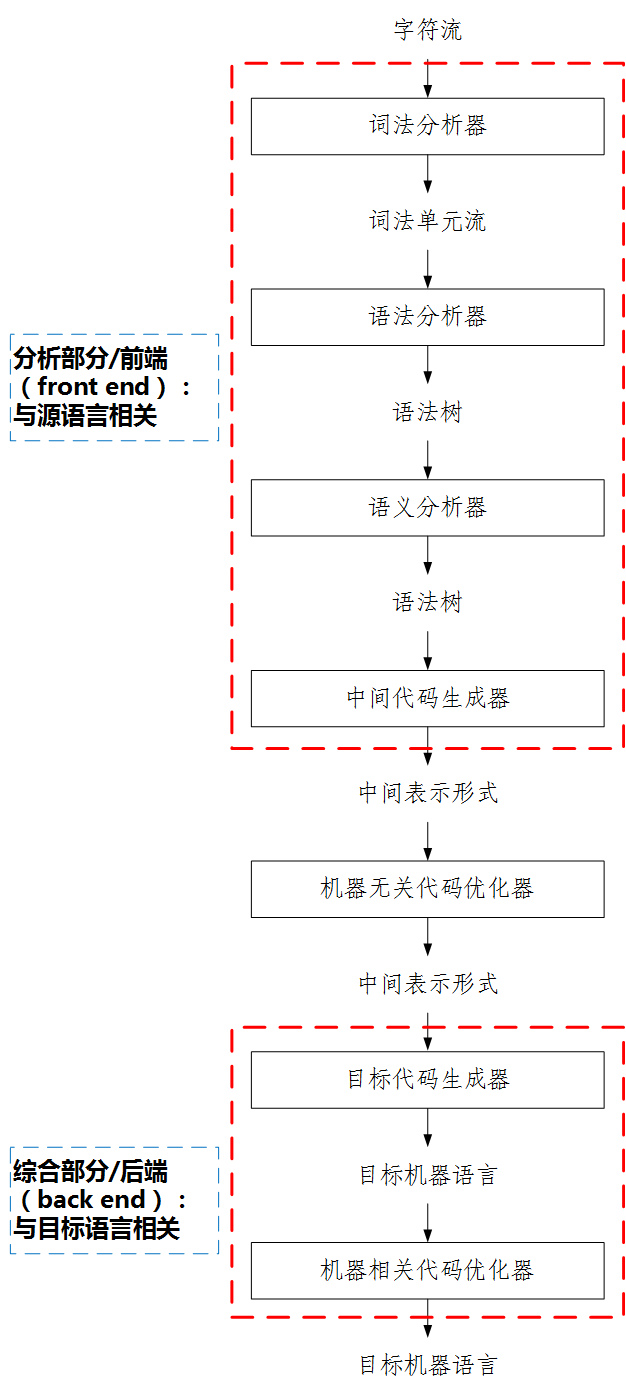 字符流
词法分析器
词法单元流
语法分析器
分析部分/前端
（front end）：
与源语言相关
语法树
语义分析器
语法树
中间代码生成器
中间表示形式
机器无关代码优化器
中间表示形式
目标代码生成器
综合部分/后端
（back end）：
与目标语言相关
目标机器语言
机器相关代码优化器
目标机器语言